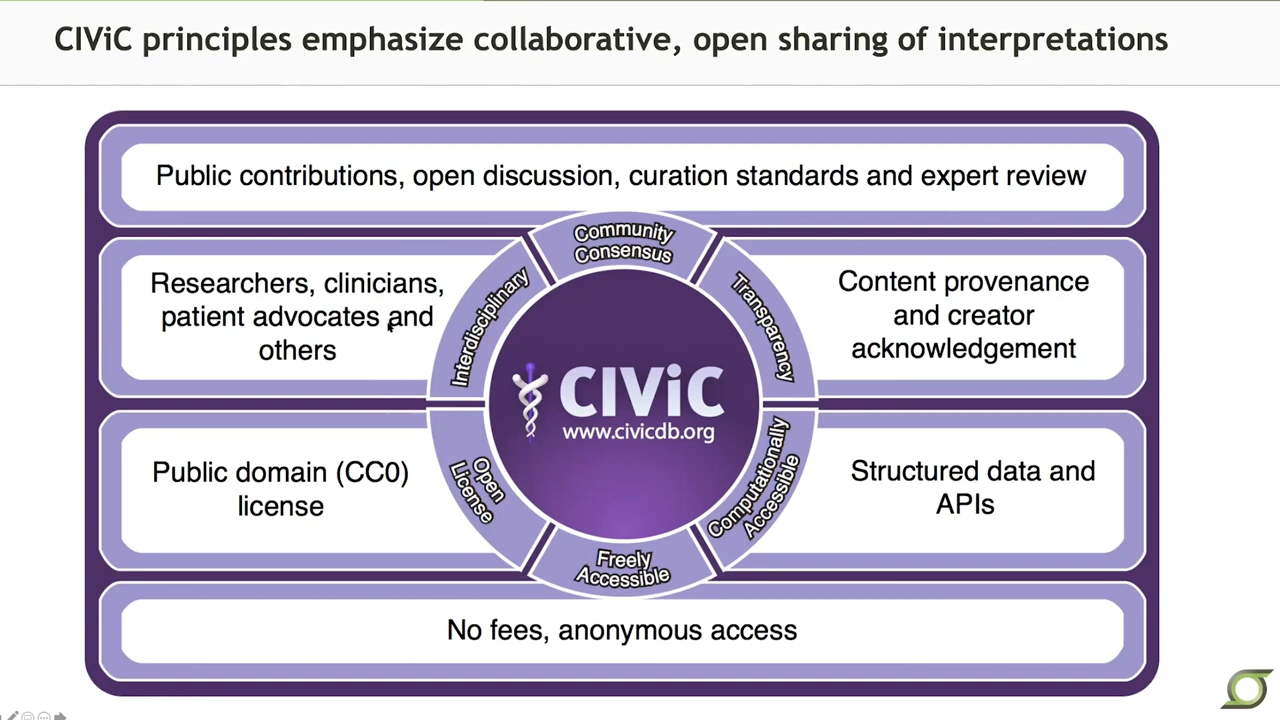 CIViC principles emphasize collaborative, open sharing of interpretations
Public contributions, open discussion, curation standards and expert review
Community
Consensus
Researchers, clinicians,
patient advocates and
others
Interdisciplinary
Transparency
Content provenance
and creator
acknowledgement
CIViC
www.civicdb.org
Public domain (CC0)
license
Open
License
Computationally
Accessible
Structured data and
APIs
Freely
Accessible
No fees, anonymous access